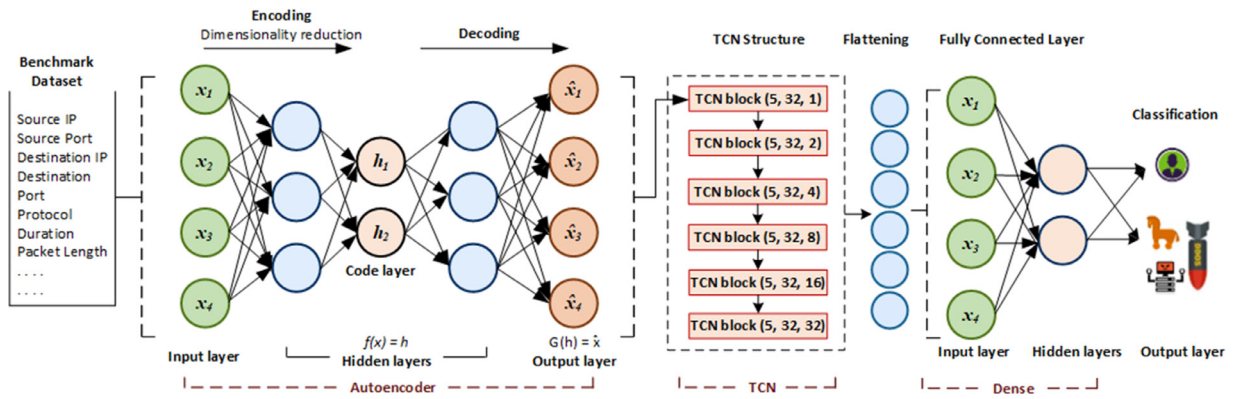 Encoding
Dimensionality reduction
Decoding
TCN Structure
Flattening
Fully Connected Layer
Benchmark
Dataset
Source IP
Source Port
Destination IP
Destination
Port
Protocol
Duration
Packet Length
. . . .
. . . .
x1
x2
x3
x4
Input layer
h1
h2
Code layer
f(x) = h
Hidden layers
x̂1
x̂2
x̂3
x̂4
G(h) = x̂
Output layer
Autoencoder
TCN block (5, 32, 1)
TCN block (5, 32, 2)
TCN block (5, 32, 4)
TCN block (5, 32, 8)
TCN block (5, 32, 16)
TCN block (5, 32, 32)
TCN
x1
x2
x3
x4
Input layer
Hidden layers
Dense
Classification
DDOS
Output layer